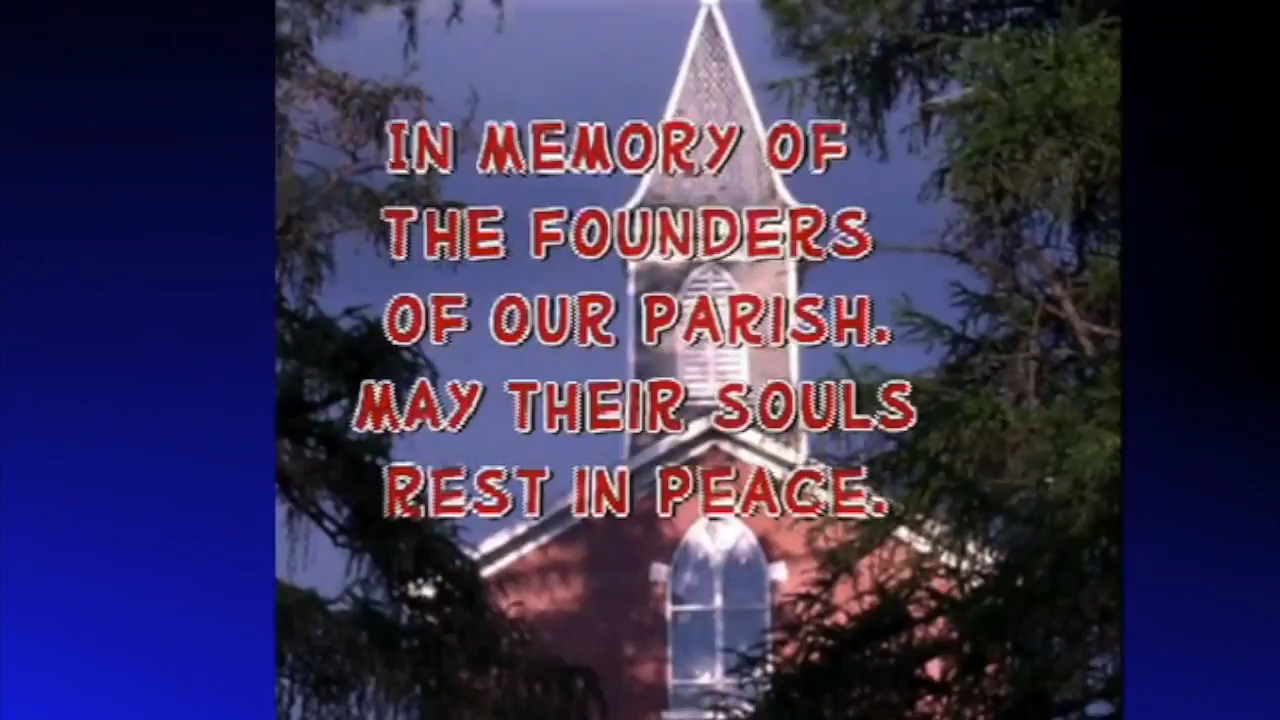 IN MEMORY OF
THE FOUNDERS
OF OUR PARISH.
MAY THEIR SOULS
REST IN PEACE.